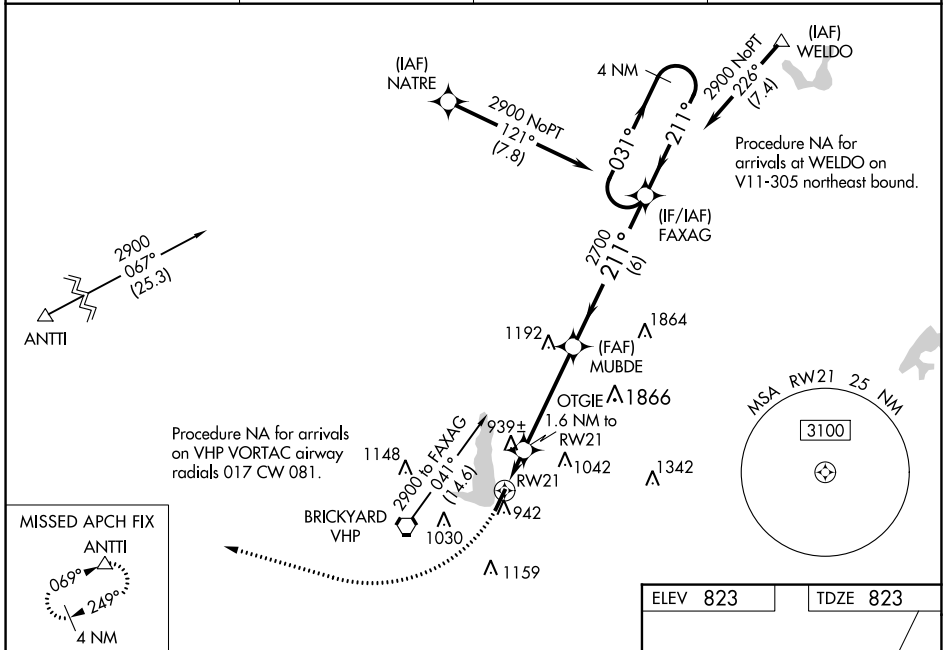 (IAF)
WELDO
2900 NoPT
226°
(7.4)
(IAF)
NATRE
2900 NoPT
121°
(7.8)
4 NM
031°
211°
Procedure NA for
arrivals at WELDO on
V11-305 northeast bound.
(IF/IAF)
FAXAG
2700
211°
(6)
2900
067°
(25.3)
ANTTI
1192
1864
(FAF)
MUBDE
OTGIE
1866
1.6 NM to
RW21
939±
1042
1342
MSA RW21 25 NM
3100
Procedure NA for arrivals
on VHP VORTAC airway
radials 017 CW 081.
1148
2900 to FAXAG
041°
(14.6)
RW21
942
BRICKYARD
VHP
1030
1159
MISSED APCH FIX
ANTTI
069°
249°
4 NM
ELEV 823
TDZE 823